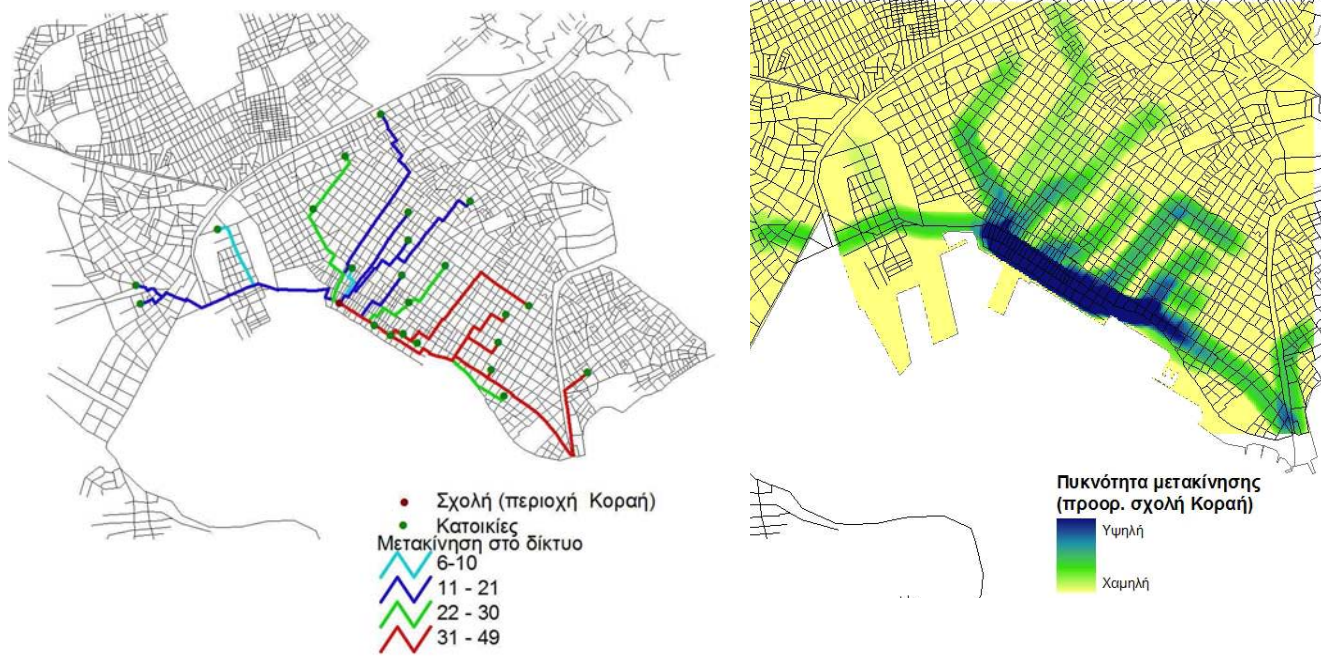 Σχολή (περιοχή Κοραή)
Κατοικίες
Μετακίνηση στο δίκτυο
6-10
11 - 21
22 - 30
31 - 49
Πυκνότητα μετακίνησης
(προορ. σχολή Κοραή)
Υψηλή
Χαμηλή